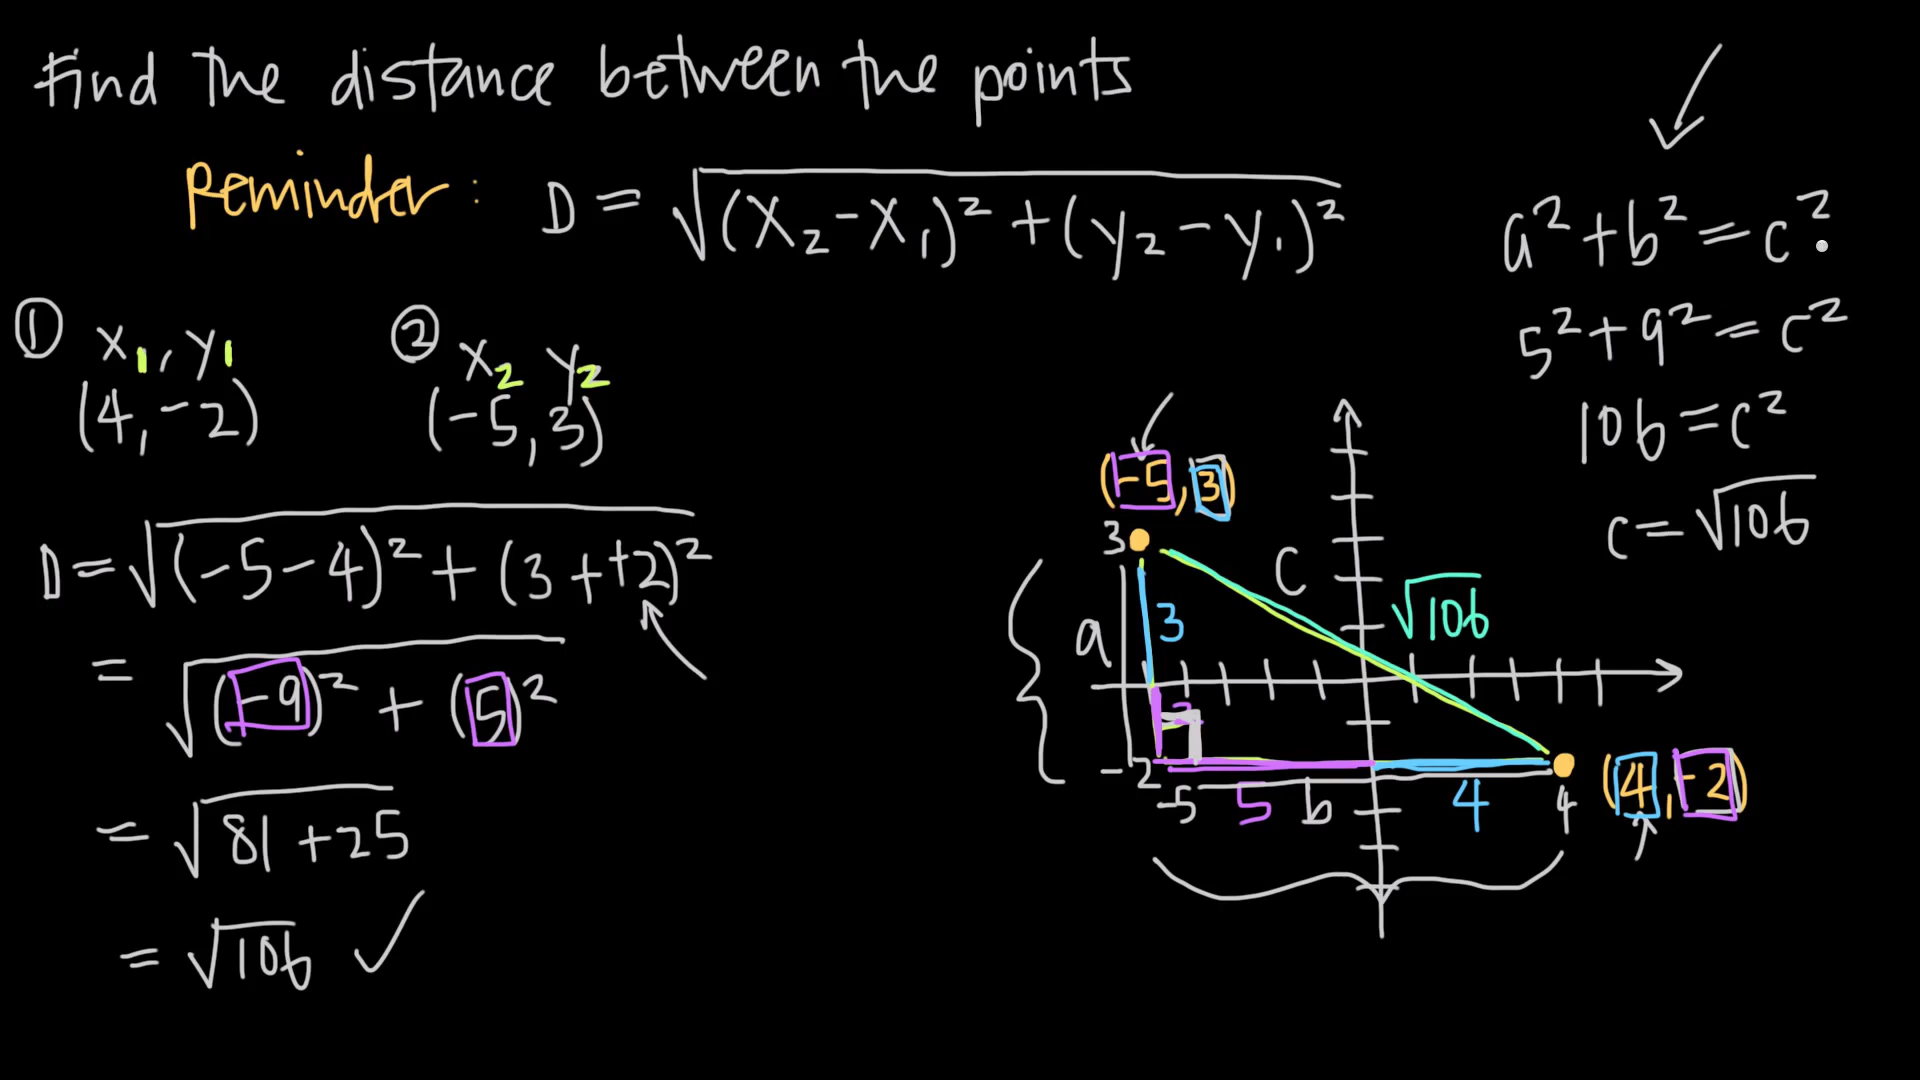 Find the distance between the points
Reminder: D = √(x₂-x₁)² + (y₂-y₁)²
① x₁, y₁
(4, -2)
② x₂ y₂
(-5, 3)
D = √(-5-4)² + (3 + +2)²
= √(-9)² + (5)²
= √81 + 25
= √106 ✓
a² + b² = c²
5² + 9² = c²
106 = c²
c = √106
(-5, 3)
3
C
√106
a
3
-2
-5
5
b
4
4
(4, -2)